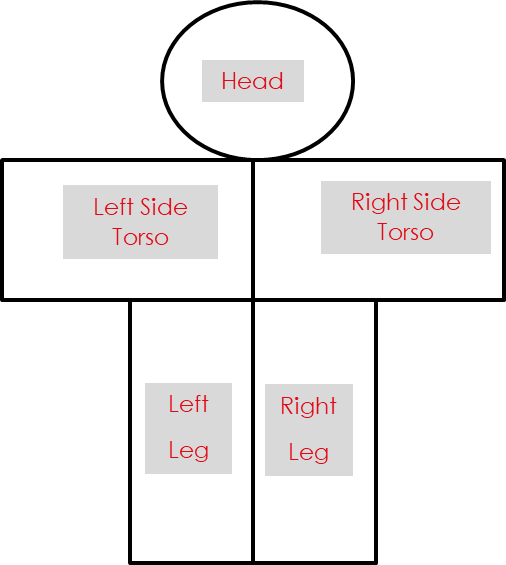 Head
Left Side
Torso
Right Side
Torso
Left
Leg
Right
Leg